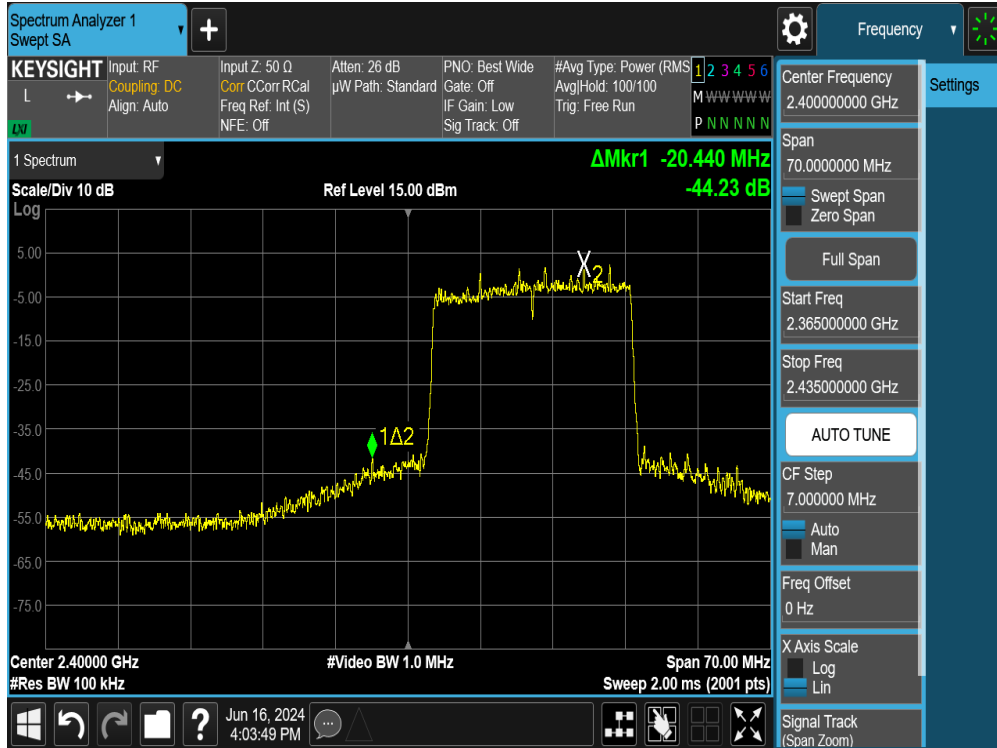 Spectrum Analyzer 1
Swept SA
+
Frequency
KEYSIGHT
L
LXI
Input: RF
Coupling: DC
Align: Auto
Input Z: 50 Ω
Corr CCorr RCal
Freq Ref: Int (S)
NFE: Off
Atten: 26 dB
µW Path: Standard
PNO: Best Wide
Gate: Off
IF Gain: Low
Sig Track: Off
#Avg Type: Power (RMS
Avg|Hold: 100/100
Trig: Free Run
1 2 3 4 5 6
M W W W W W
P N N N N N
1 Spectrum
Scale/Div 10 dB
Log
Ref Level 15.00 dBm
ΔMkr1 -20.440 MHz
-44.23 dB
5.00
-5.00
-15.0
-25.0
-35.0
-45.0
-55.0
-65.0
-75.0
X2
1Δ2
Center 2.40000 GHz
#Res BW 100 kHz
#Video BW 1.0 MHz
Span 70.00 MHz
Sweep 2.00 ms (2001 pts)
Jun 16, 2024
4:03:49 PM
?
Center Frequency
2.400000000 GHz
Span
70.0000000 MHz
Swept Span
Zero Span
Full Span
Start Freq
2.365000000 GHz
Stop Freq
2.435000000 GHz
AUTO TUNE
CF Step
7.000000 MHz
Auto
Man
Freq Offset
0 Hz
X Axis Scale
Log
Lin
Signal Track
(Span Zoom)
Settings